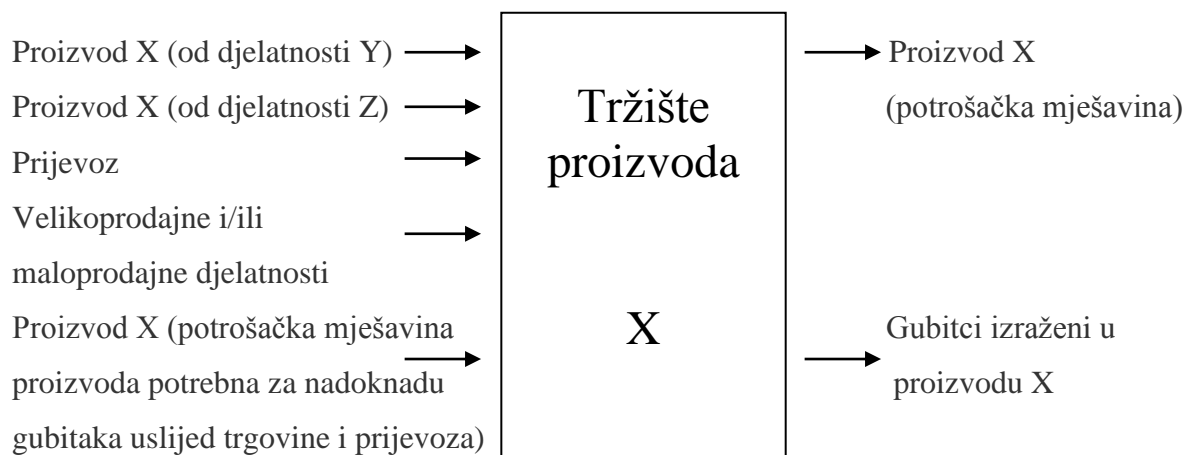 Proizvod X (od djelatnosti Y)
Proizvod X (od djelatnosti Z)
Prijevoz
Velikoprodajne i/ili
maloprodajne djelatnosti
Proizvod X (potrošačka mješavina
proizvoda potrebna za nadoknadu
gubitaka uslijed trgovine i prijevoza)
Tržište
proizvoda
X
Proizvod X
(potrošačka mješavina)
Gubitci izraženi u
proizvodu X